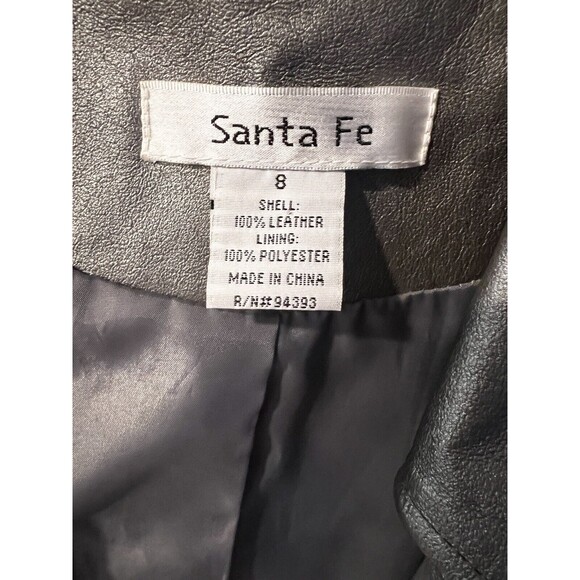 Santa Fe
8
SHELL:
100% LEATHER
LINING:
100% POLYESTER
MADE IN CHINA
R/N# 94393